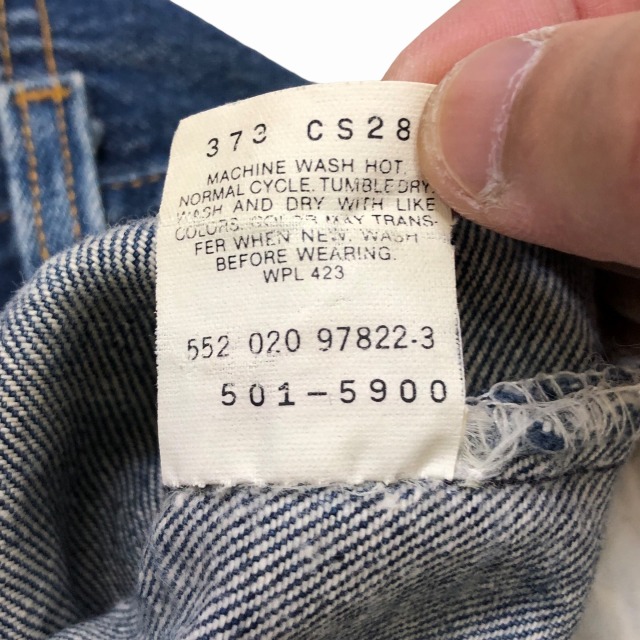 373 CS28
MACHINE WASH HOT,
NORMAL CYCLE, TUMBLE DRY.
WASH AND DRY WITH LIKE
COLORS. COLOR MAY TRANS-
FER WHEN NEW, WASH
BEFORE WEARING.
WPL 423
552 020 97822-3
501-5900